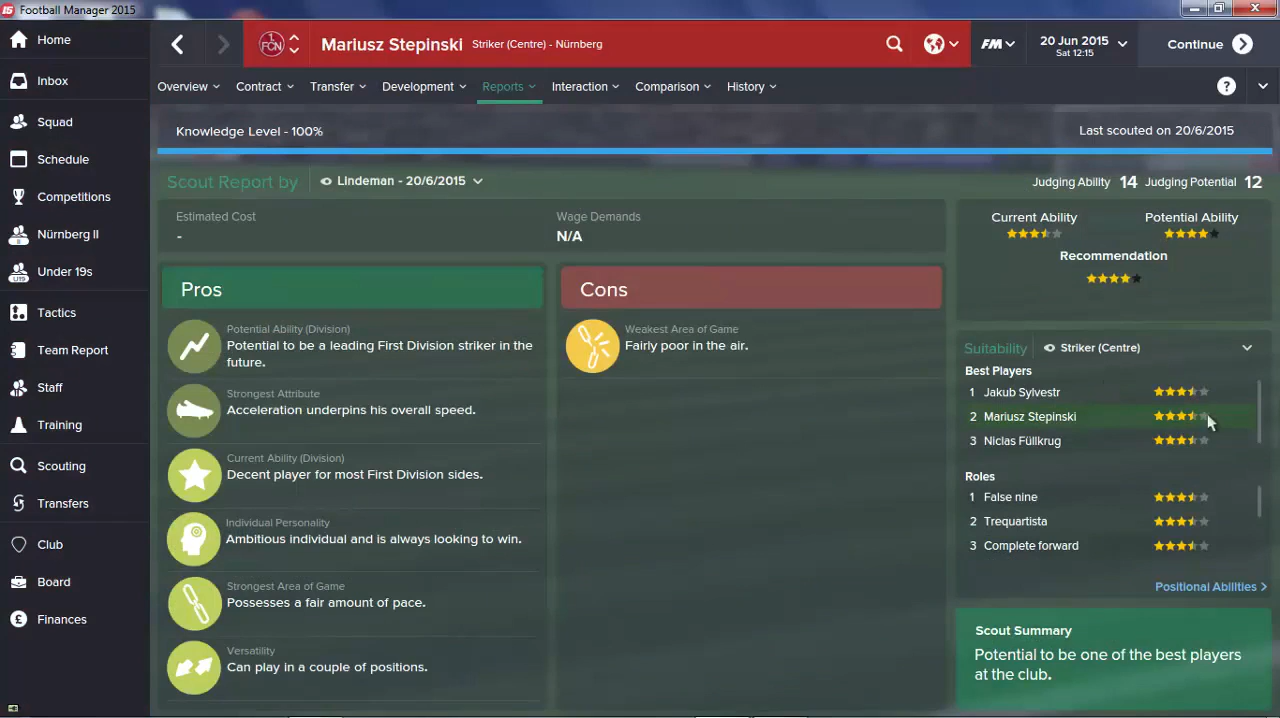 Football Manager 2015
Home
Inbox
Squad
Schedule
Competitions
Nürnberg II
Under 19s
Tactics
Team Report
Staff
Training
Scouting
Transfers
Club
Board
Finances
Mariusz Stepinski Striker (Centre) - Nürnberg
FM
20 Jun 2015
Sat 12:15
Continue
Overview Contract Transfer Development Reports Interaction Comparison History
?
Knowledge Level - 100%
Last scouted on 20/6/2015
Scout Report by Lindeman - 20/6/2015
Judging Ability 14 Judging Potential 12
Estimated Cost
-
Wage Demands
N/A
Pros
Potential Ability (Division)
Potential to be a leading First Division striker in the
future.
Strongest Attribute
Acceleration underpins his overall speed.
Current Ability (Division)
Decent player for most First Division sides.
Individual Personality
Ambitious individual and is always looking to win.
Strongest Area of Game
Possesses a fair amount of pace.
Versatility
Can play in a couple of positions.
Cons
Weakest Area of Game
Fairly poor in the air.
Current Ability Potential Ability
Recommendation
Suitability Striker (Centre)
Best Players
1 Jakub Sylvestr
2 Mariusz Stepinski
3 Niclas Füllkrug
Roles
1 False nine
2 Trequartista
3 Complete forward
Positional Abilities >
Scout Summary
Potential to be one of the best players
at the club.